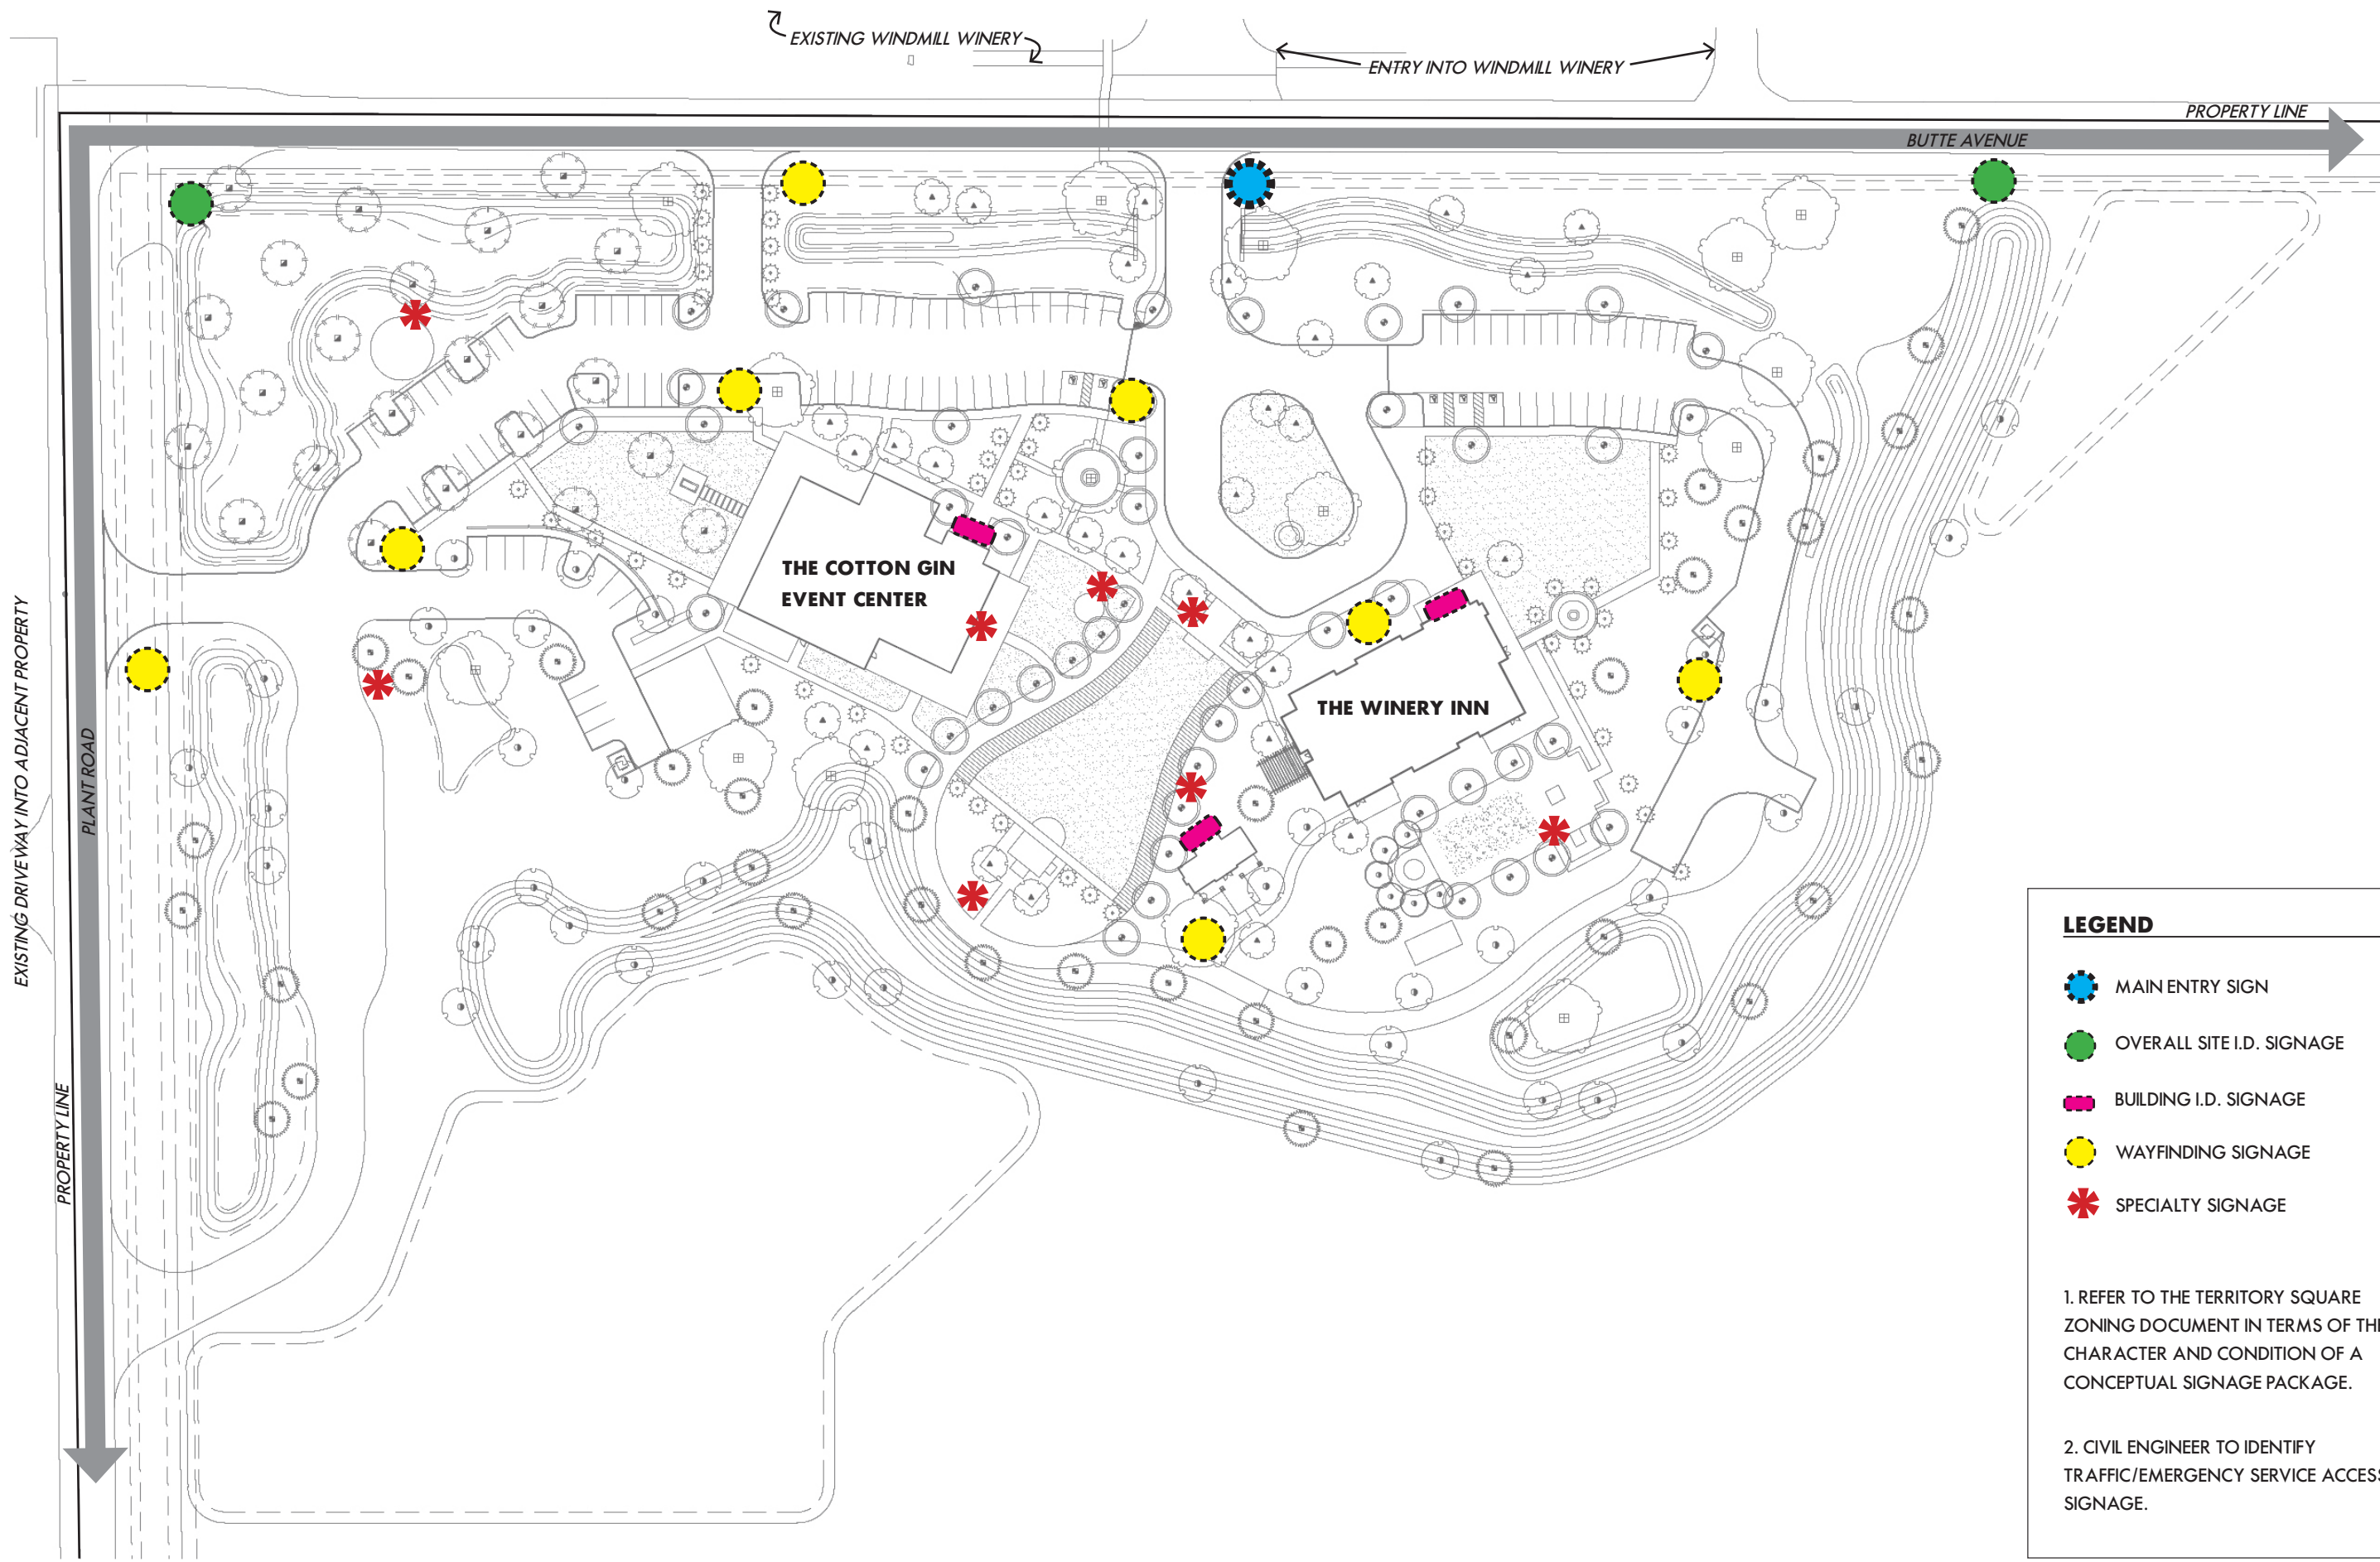 EXISTING WINDMILL WINERY
ENTRY INTO WINDMILL WINERY
PROPERTY LINE
BUTTE AVENUE
THE COTTON GIN
EVENT CENTER
THE WINERY INN
EXISTING DRIVEWAY INTO ADJACENT PROPERTY
PLANT ROAD
PROPERTY LINE
LEGEND
MAIN ENTRY SIGN
OVERALL SITE I.D. SIGNAGE
BUILDING I.D. SIGNAGE
WAYFINDING SIGNAGE
SPECIALTY SIGNAGE
1. REFER TO THE TERRITORY SQUARE
ZONING DOCUMENT IN TERMS OF THE
CHARACTER AND CONDITION OF A
CONCEPTUAL SIGNAGE PACKAGE.
2. CIVIL ENGINEER TO IDENTIFY
TRAFFIC/EMERGENCY SERVICE ACCESS
SIGNAGE.